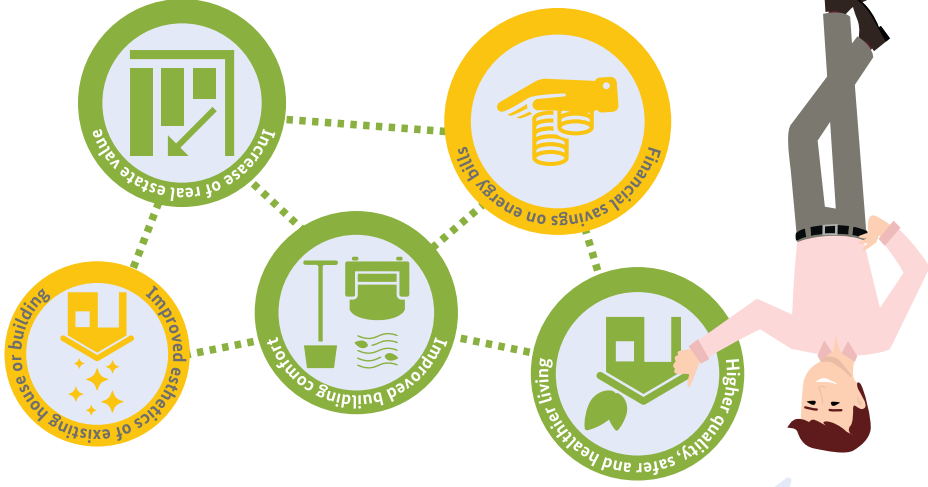 Higher quality, safer and healthier living
Improved building comfort
Improved esthetics of existing house or building
Financial savings on energy bills
Increase of real estate value